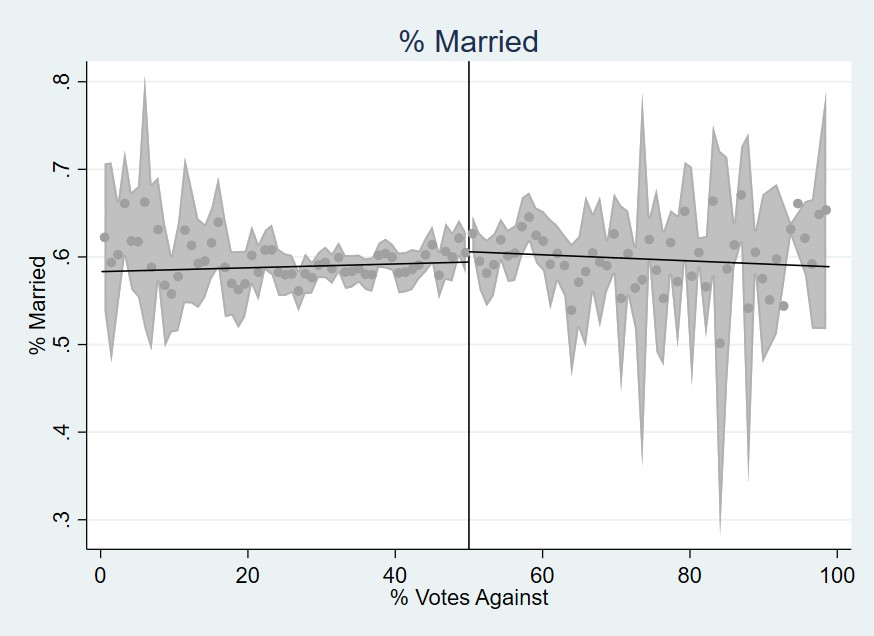 % Married
.8
.7
.6
.5
.4
.3
% Married
0 20 40 60 80 100
% Votes Against